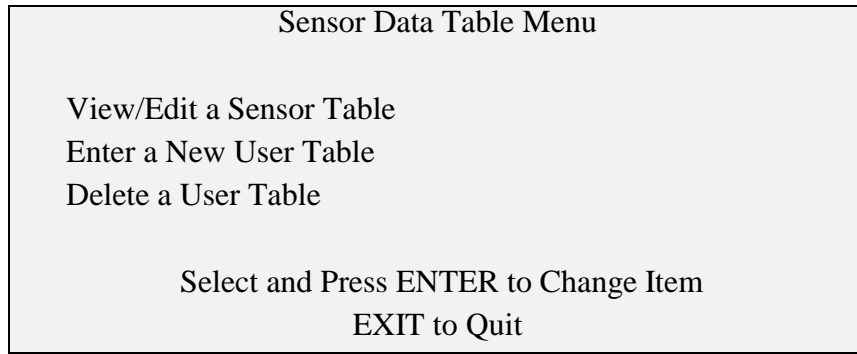 Sensor Data Table Menu
View/Edit a Sensor Table
Enter a New User Table
Delete a User Table
Select and Press ENTER to Change Item
EXIT to Quit